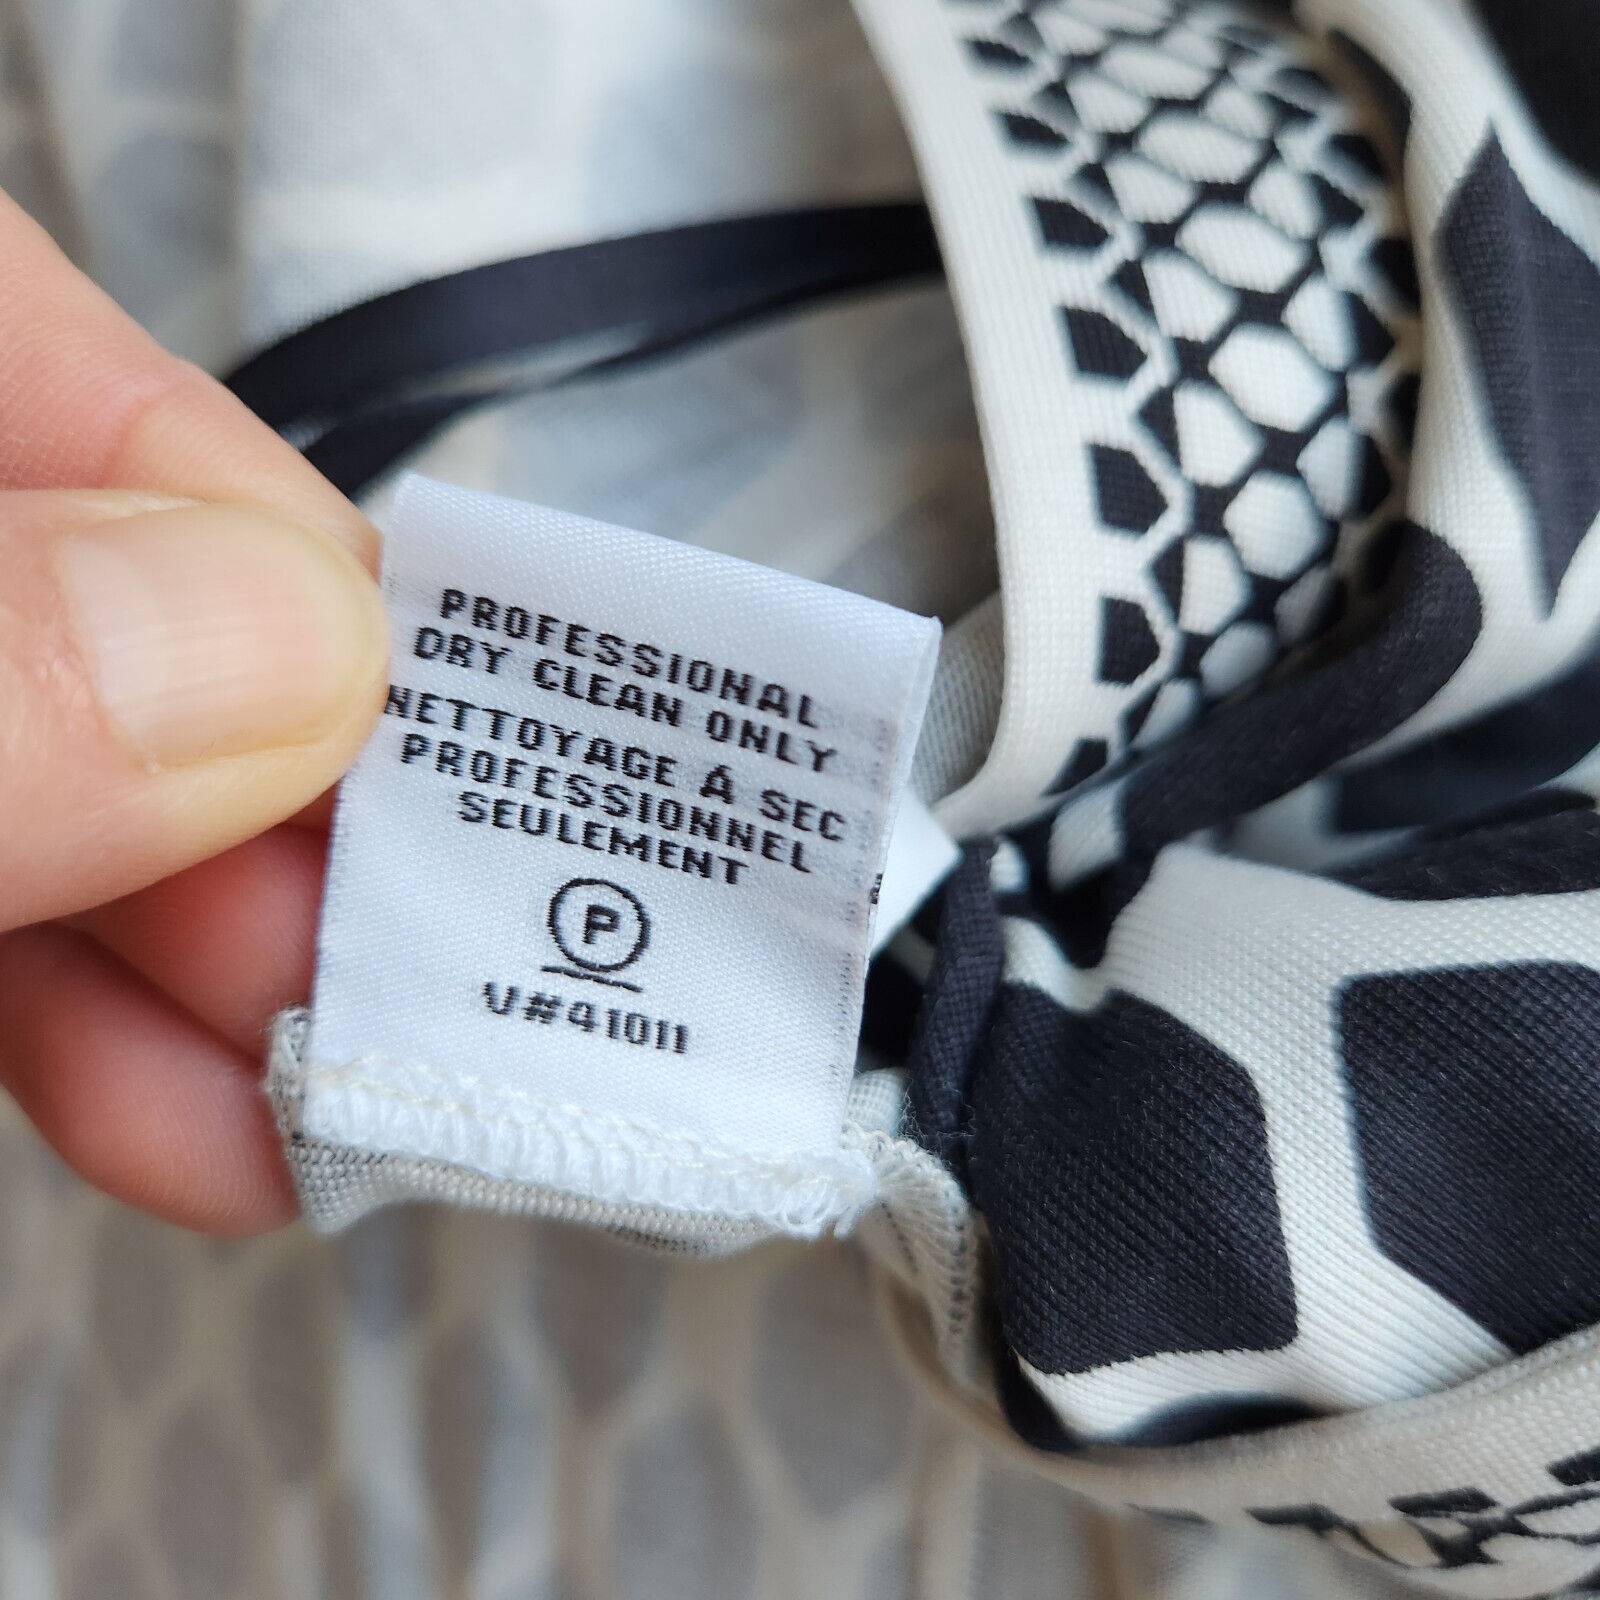 PROFESSIONAL
DRY CLEAN ONLY
NETTOYAGE Á SEC
PROFESSIONNEL
SEULEMENT
P
V#41011